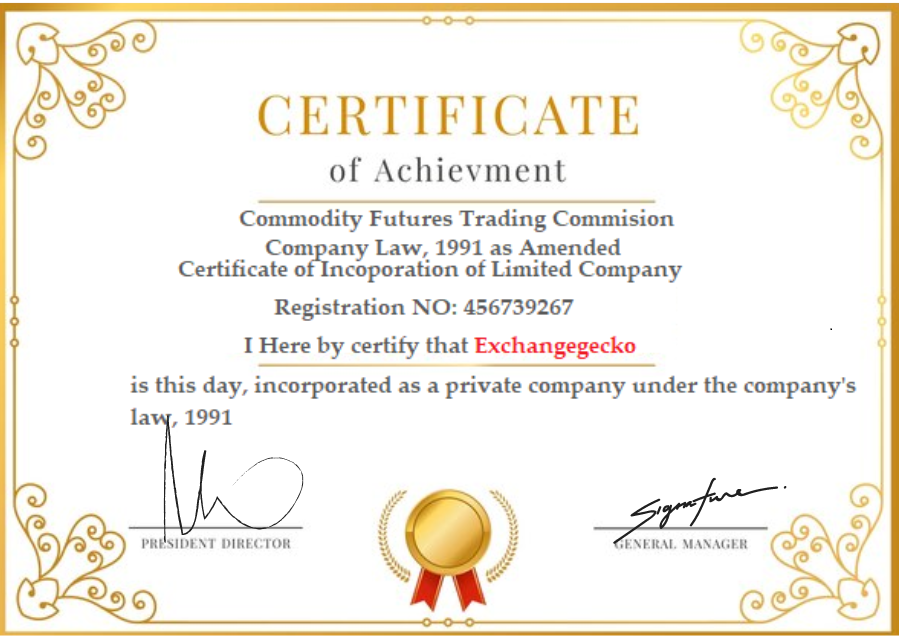 CERTIFICATE
of Achievment
Commodity Futures Trading Commision
Company Law, 1991 as Amended
Certificate of Incoporation of Limited Company
Registration NO: 456739267
I Here by certify that Exchangegecko
is this day, incorporated as a private company under the company's
law, 1991
Signature
PRESIDENT DIRECTOR
GENERAL MANAGER